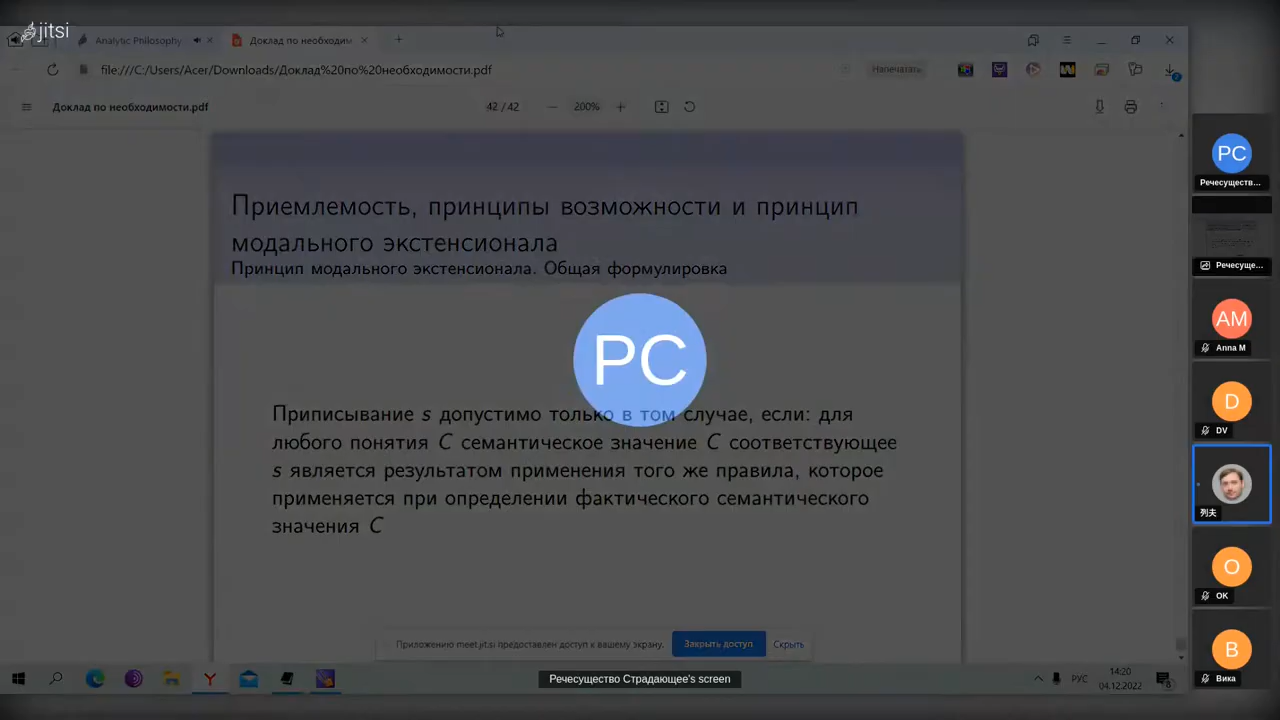 jitsi
Analytic Philosophy
Доклад по необходим
file:///C:/Users/Acer/Downloads/Доклад%20по%20необходимости.pdf
Напечатать
Доклад по необходимости.pdf
42 / 42
200%
Приемлемость, принципы возможности и принцип
модального экстенсионала
Принцип модального экстенсионала. Общая формулировка
PC
Приписывание s допустимо только в том случае, если: для
любого понятия C семантическое значение C соответствующее
s является результатом применения того же правила, которое
применяется при определении фактического семантического
значения C
Приложению meet.jitsi предоставлен доступ к вашему экрану.
Закрыть доступ
Скрыть
Речесущество Страдающее's screen
РУС
14:20
04.12.2022
PC
Речесуществ...
Речесуще...
AM
Anna M
D
DV
列夫
O
OK
B
Вика